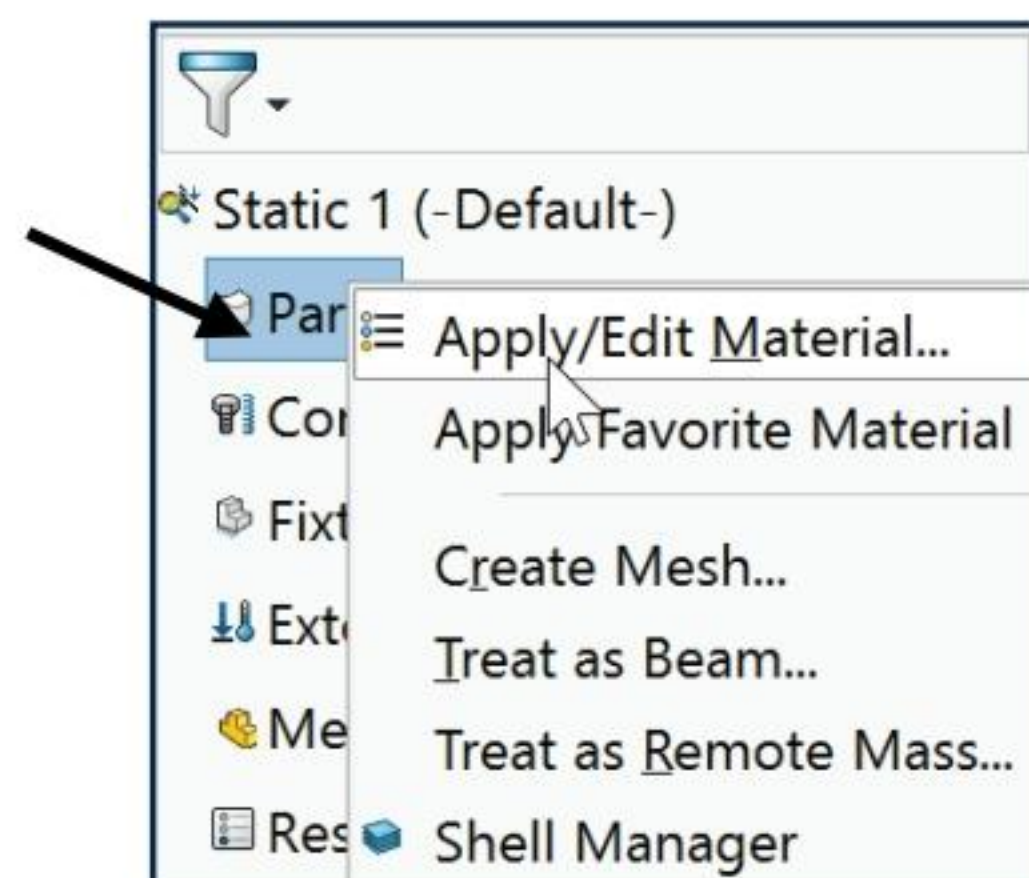 Static 1 (-Default-)
Par
Apply/Edit Material...
Con
Apply Favorite Material
Fixt
Create Mesh...
Exte
Treat as Beam...
Me
Treat as Remote Mass...
Res
Shell Manager